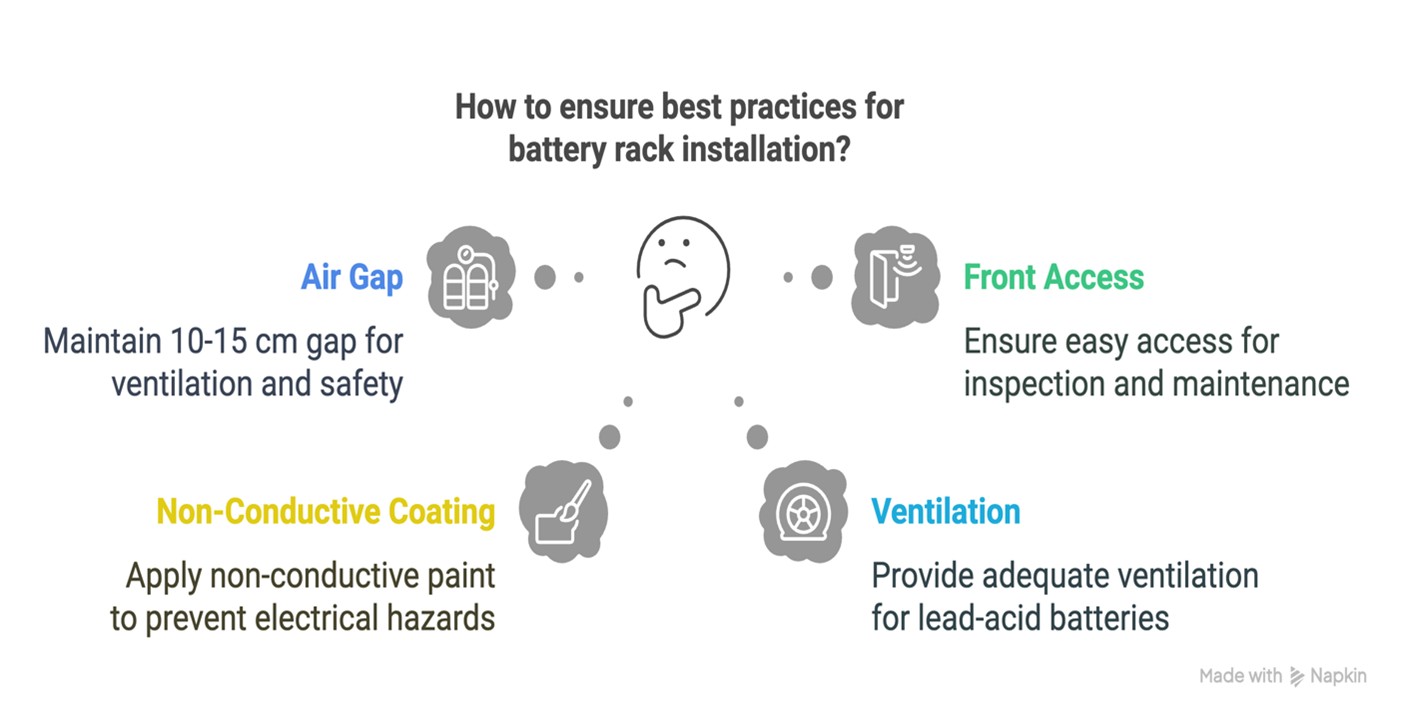 How to ensure best practices for
battery rack installation?
Air Gap
Maintain 10-15 cm gap for
ventilation and safety
Front Access
Ensure easy access for
inspection and maintenance
Non-Conductive Coating
Apply non-conductive paint
to prevent electrical hazards
Ventilation
Provide adequate ventilation
for lead-acid batteries
Made with Napkin